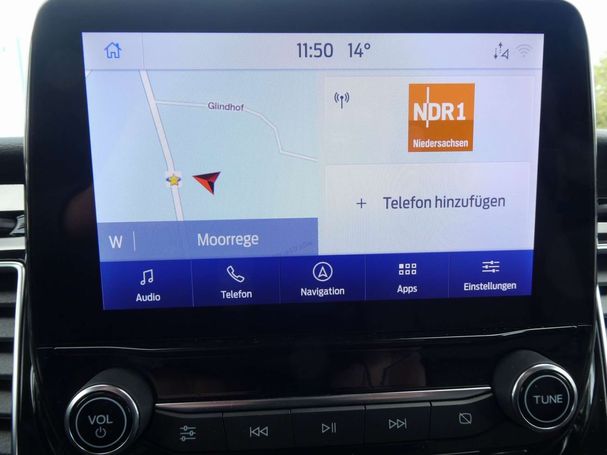 11:50 14°
Glindhof
NDR1
Niedersachsen
+ Telefon hinzufügen
W Moorrege
Audio Telefon Navigation Apps Einstellungen
VOL TUNE